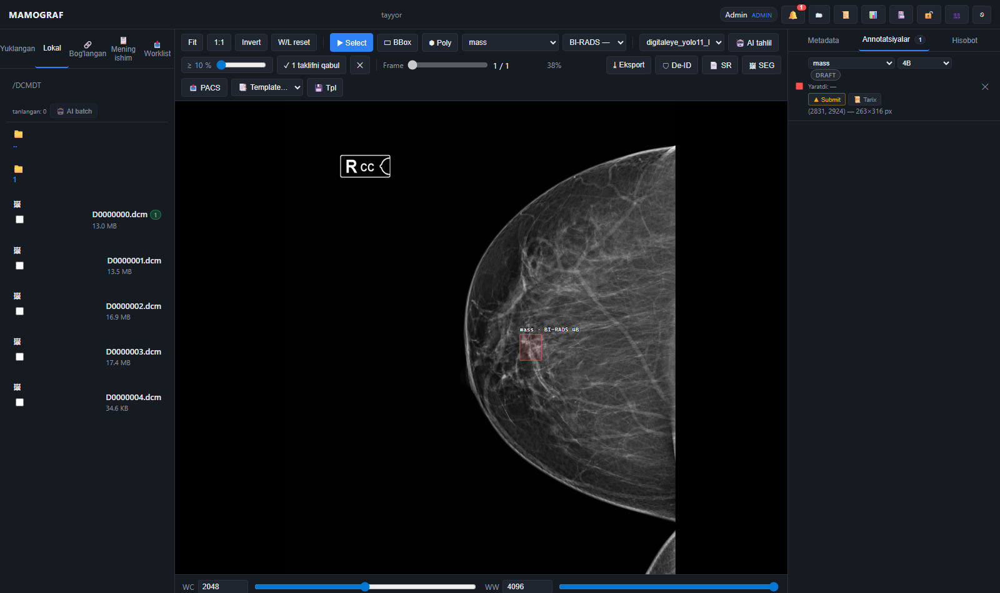 MAMOGRAF
tayyor
Admin ADMIN
1
Yuklangan
Lokal
Bog'langan
Mening ishim
Worklist
/DCMDT
tanlangan: 0
AI batch
..
1
D0000000.dcm 1
13.0 MB
D0000001.dcm
13.5 MB
D0000002.dcm
16.9 MB
D0000003.dcm
17.4 MB
D0000004.dcm
34.6 KB
Fit
1:1
Invert
W/L reset
Select
BBox
Poly
mass
BI-RADS —
digitaleye_yolo11_l
AI tahlil
≥ 10 %
✓ 1 taklifni qabul
Frame
1 / 1
38%
Eksport
De-ID
SR
SEG
PACS
Template...
Tpl
R CC
mass · BI-RADS 4B
WC 2048
WW 4096
Metadata
Annotatsiyalar 1
Hisobot
mass
4B
DRAFT
Yaratdi: —
Submit
Tarix
(2831, 2924) — 263×316 px